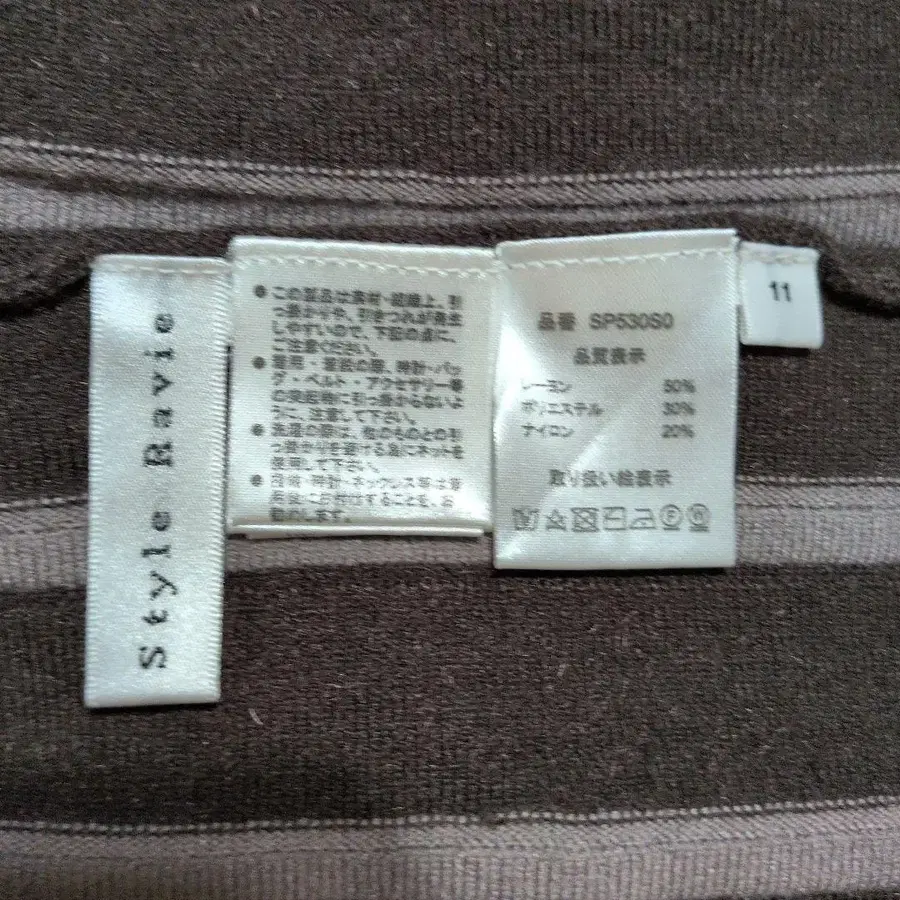 Style Ravie
● この製品は素材・組織上、引
っ掛かりや、引きつれが発生
しやすいので、下記の点に、
ご注意ください。
● 着用・着脱の際、時計・バッ
グ・ベルト・アクセサリー等
の突起物に引っ掛からないよ
うに、注意して下さい。
● 洗濯の際は、他のものとの引
っ掛かりを避ける為にネットを
使用して下さい。
● 指輪・時計・ネックレス等は着
用後にお付けすることを、お
勧めします。
品番 SP530S0
品質表示
レーヨン 50%
ポリエステル 30%
ナイロン 20%
取り扱い絵表示
11